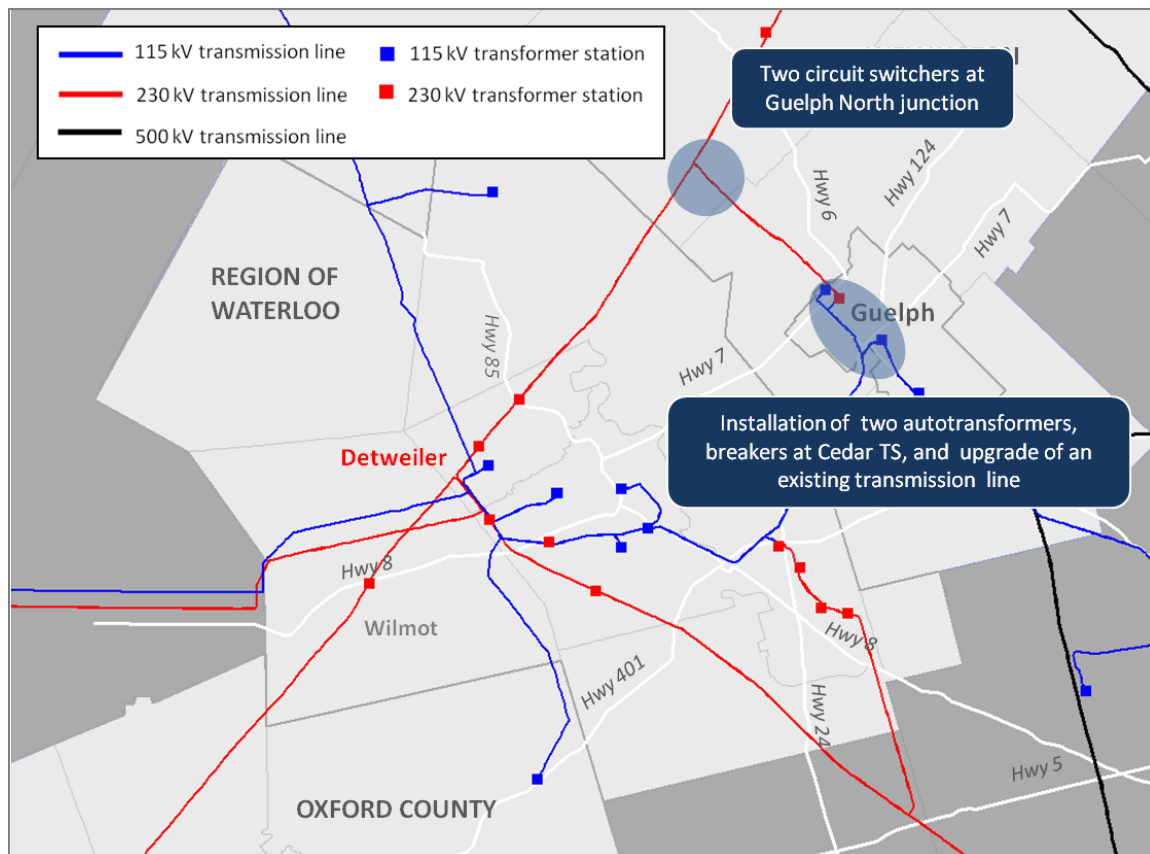 115 kV transmission line
115 kV transformer station
230 kV transmission line
230 kV transformer station
500 kV transmission line
Two circuit switchers at
Guelph North junction
Hwy 6
Hwy 124
Hwy 7
REGION OF
WATERLOO
Guelph
Hwy 85
Hwy 7
Installation of two autotransformers,
breakers at Cedar TS, and upgrade of an
existing transmission line
Detweiler
Hwy 8
Wilmot
Hwy 8
Hwy 401
Hwy 24
Hwy 5
OXFORD COUNTY